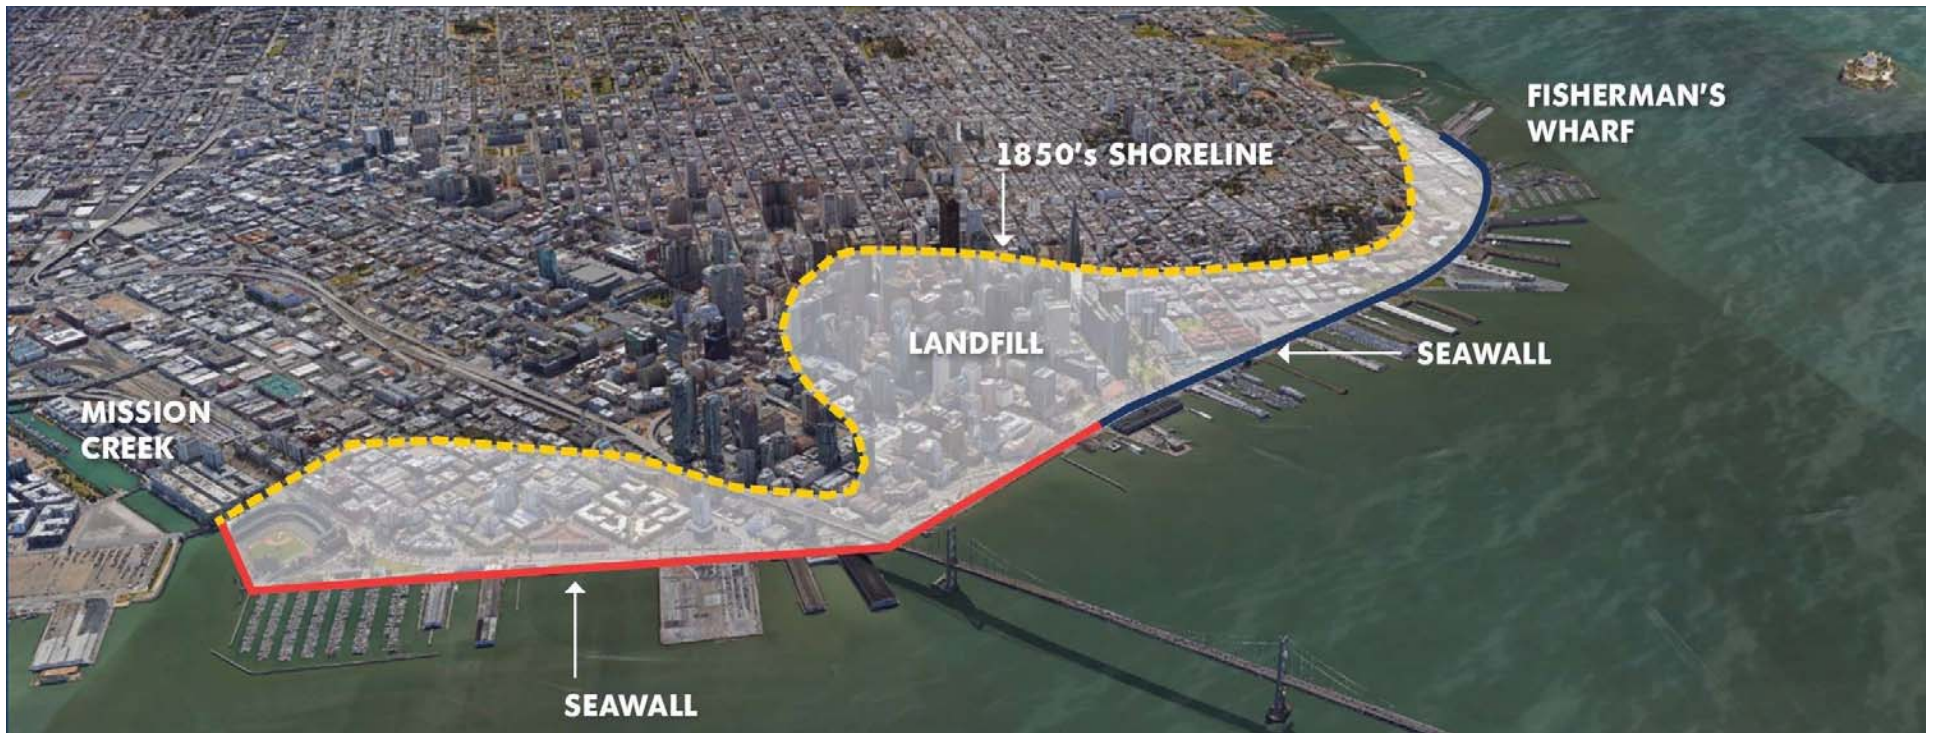 FISHERMAN'S
WHARF
1850's SHORELINE
LANDFILL
SEAWALL
MISSION
CREEK
SEAWALL